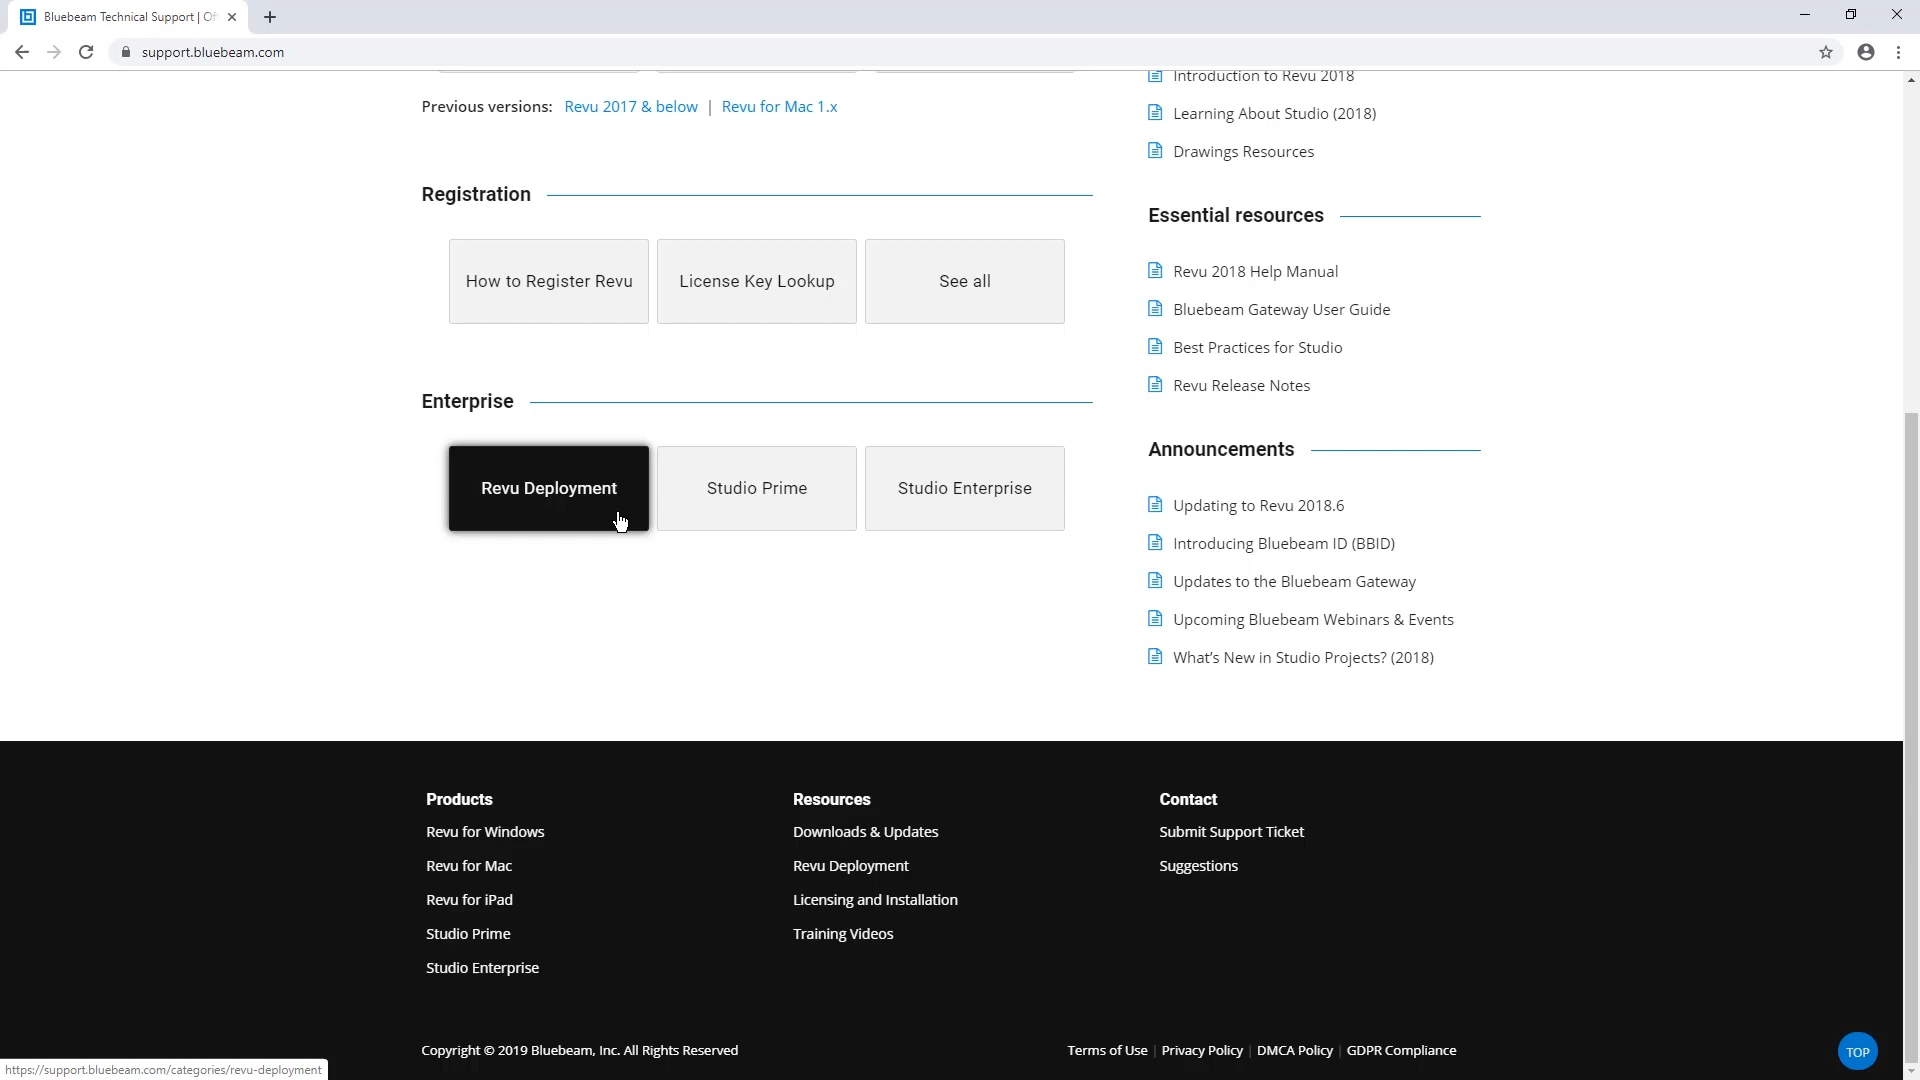 Bluebeam Technical Support | Of
support.bluebeam.com
Previous versions: Revu 2017 & below | Revu for Mac 1.x
Registration
How to Register Revu
License Key Lookup
See all
Enterprise
Revu Deployment
Studio Prime
Studio Enterprise
Introduction to Revu 2018
Learning About Studio (2018)
Drawings Resources
Essential resources
Revu 2018 Help Manual
Bluebeam Gateway User Guide
Best Practices for Studio
Revu Release Notes
Announcements
Updating to Revu 2018.6
Introducing Bluebeam ID (BBID)
Updates to the Bluebeam Gateway
Upcoming Bluebeam Webinars & Events
What’s New in Studio Projects? (2018)
Products
Revu for Windows
Revu for Mac
Revu for iPad
Studio Prime
Studio Enterprise
Resources
Downloads & Updates
Revu Deployment
Licensing and Installation
Training Videos
Contact
Submit Support Ticket
Suggestions
Copyright © 2019 Bluebeam, Inc. All Rights Reserved
Terms of Use | Privacy Policy | DMCA Policy | GDPR Compliance
TOP
https://support.bluebeam.com/categories/revu-deployment